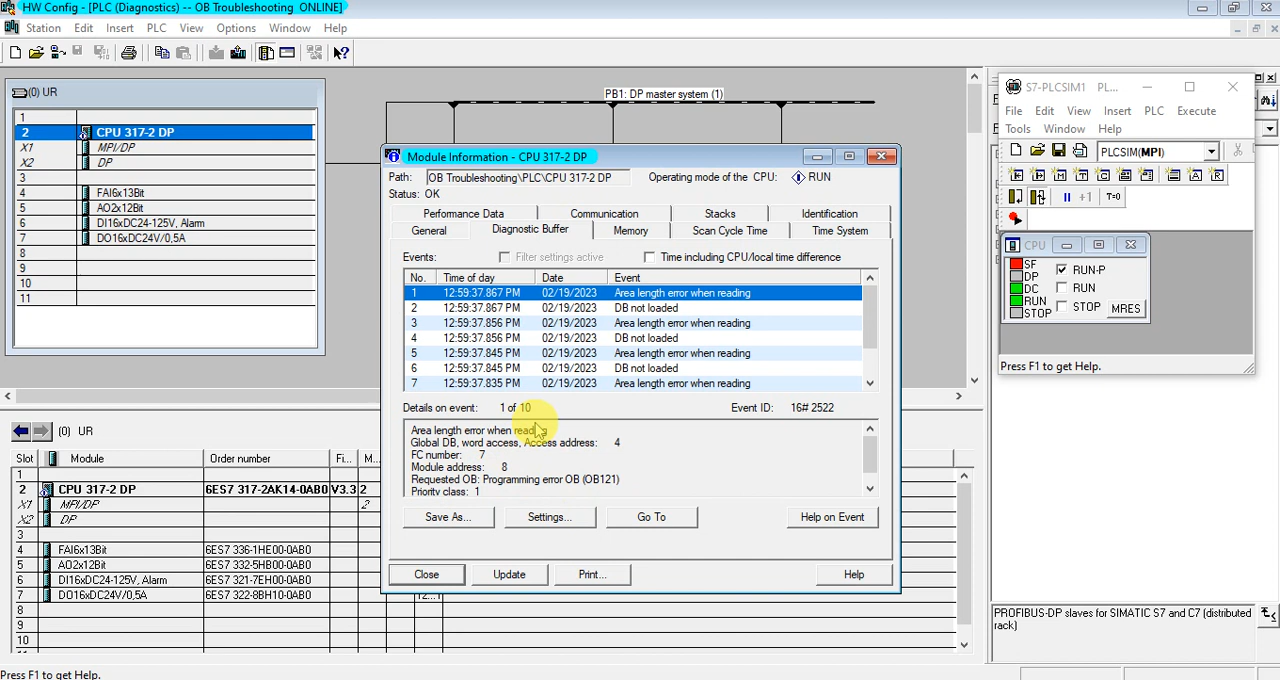 HW Config - [PLC (Diagnostics) -- OB Troubleshooting ONLINE]
Station Edit Insert PLC View Options Window Help
(0) UR
1
2 CPU 317-2 DP
X1 MPI/DP
X2 DP
3
4 FAI6x13Bit
5 AO2x12Bit
6 DI16xDC24-125V, Alarm
7 DO16xDC24V/0,5A
8
9
10
11
PB1: DP master system (1)
Module Information - CPU 317-2 DP
Path: OB Troubleshooting\PLC\CPU 317-2 DP Operating mode of the CPU: RUN
Status: OK
Performance Data Communication Stacks Identification
General Diagnostic Buffer Memory Scan Cycle Time Time System
Events: Filter settings active Time including CPU/local time difference
No. Time of day Date Event
1 12:59:37.867 PM 02/19/2023 Area length error when reading
2 12:59:37.867 PM 02/19/2023 DB not loaded
3 12:59:37.856 PM 02/19/2023 Area length error when reading
4 12:59:37.856 PM 02/19/2023 DB not loaded
5 12:59:37.845 PM 02/19/2023 Area length error when reading
6 12:59:37.845 PM 02/19/2023 DB not loaded
7 12:59:37.835 PM 02/19/2023 Area length error when reading
Details on event: 1 of 10 Event ID: 16# 2522
Area length error when reading
Global DB, word access, Access address: 4
FC number: 7
Module address: 8
Requested OB: Programming error OB (OB121)
Priority class: 1
Save As... Settings... Go To Help on Event
Close Update Print... Help
S7-PLCSIM1 PL...
File Edit View Insert PLC Execute
Tools Window Help
PLCSIM(MPI)
+1 T=0
CPU
SF
DP
DC
RUN
STOP
RUN-P
RUN
STOP MRES
Press F1 to get Help.
(0) UR
Slot Module Order number Fi... M...
1
2 CPU 317-2 DP 6ES7 317-2AK14-0AB0 V3.3 2
X1 MPI/DP 2
X2 DP
3
4 FAI6x13Bit 6ES7 336-1HE00-0AB0
5 AO2x12Bit 6ES7 332-5HB00-0AB0
6 DI16xDC24-125V, Alarm 6ES7 321-7EH00-0AB0
7 DO16xDC24V/0,5A 6ES7 322-8BH10-0AB0 12...1
8
9
10
PROFIBUS-DP slaves for SIMATIC S7 and C7 (distributed
rack)
Press F1 to get Help.